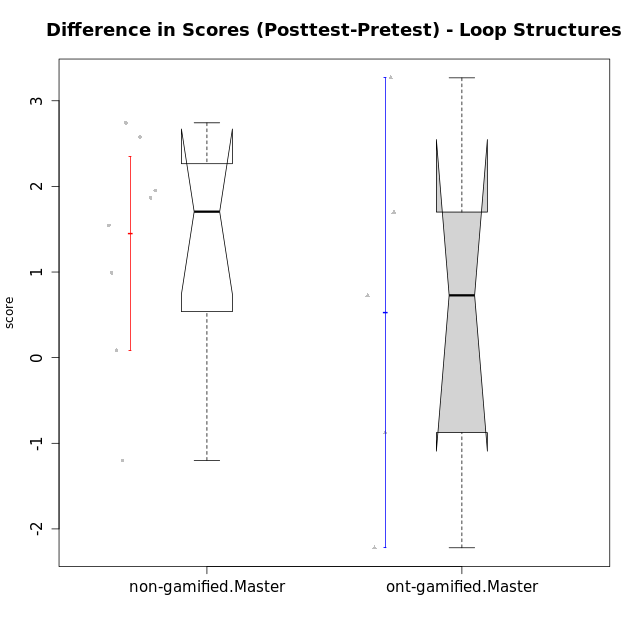 Difference in Scores (Posttest-Pretest) - Loop Structures
3
2
1
0
-1
-2
score
non-gamified.Master
ont-gamified.Master